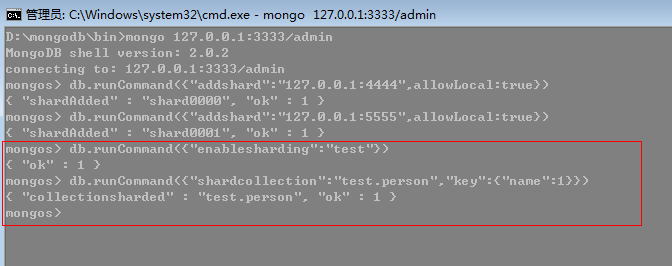 管理员: C:\Windows\system32\cmd.exe - mongo  127.0.0.1:3333/admin
D:\mongodb\bin>mongo 127.0.0.1:3333/admin
MongoDB shell version: 2.0.2
connecting to: 127.0.0.1:3333/admin
mongos> db.runCommand({"addshard":"127.0.0.1:4444",allowLocal:true})
{ "shardAdded" : "shard0000", "ok" : 1 }
mongos> db.runCommand({"addshard":"127.0.0.1:5555",allowLocal:true})
{ "shardAdded" : "shard0001", "ok" : 1 }
mongos> db.runCommand({"enablesharding":"test"})
{ "ok" : 1 }
mongos> db.runCommand({"shardcollection":"test.person","key":{"name":1}})
{ "collectionsharded" : "test.person", "ok" : 1 }
mongos>